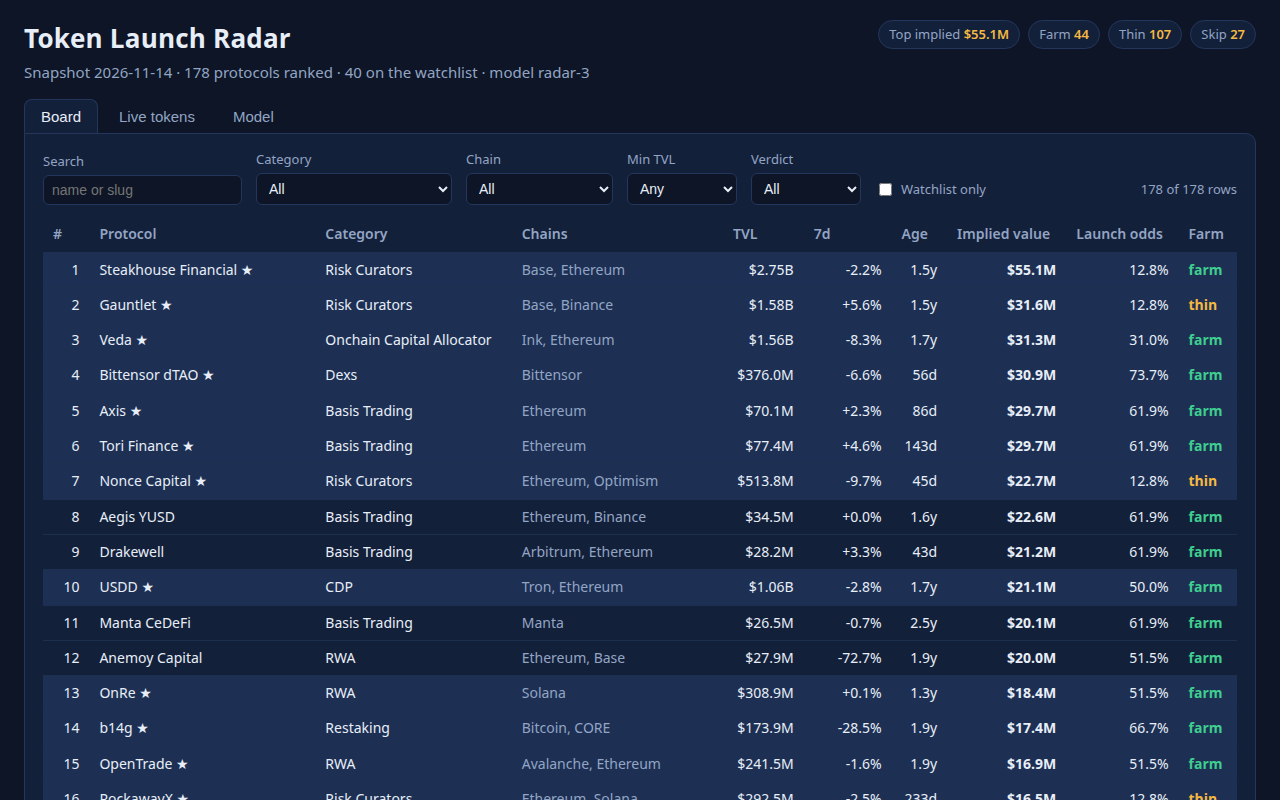 Token Launch Radar
Top implied $55.1M
Farm 44
Thin 107
Skip 27
Snapshot 2026-11-14 · 178 protocols ranked · 40 on the watchlist · model radar-3
Board Live tokens Model
Search Category Chain Min TVL Verdict
name or slug All All Any All Watchlist only 178 of 178 rows
# Protocol Category Chains TVL 7d Age Implied value Launch odds Farm
1 Steakhouse Financial ★ Risk Curators Base, Ethereum $2.75B -2.2% 1.5y $55.1M 12.8% farm
2 Gauntlet ★ Risk Curators Base, Binance $1.58B +5.6% 1.5y $31.6M 12.8% thin
3 Veda ★ Onchain Capital Allocator Ink, Ethereum $1.56B -8.3% 1.7y $31.3M 31.0% farm
4 Bittensor dTAO ★ Dexs Bittensor $376.0M -6.6% 56d $30.9M 73.7% farm
5 Axis ★ Basis Trading Ethereum $70.1M +2.3% 86d $29.7M 61.9% farm
6 Tori Finance ★ Basis Trading Ethereum $77.4M +4.6% 143d $29.7M 61.9% farm
7 Nonce Capital ★ Risk Curators Ethereum, Optimism $513.8M -9.7% 45d $22.7M 12.8% thin
8 Aegis YUSD Basis Trading Ethereum, Binance $34.5M +0.0% 1.6y $22.6M 61.9% farm
9 Drakewell Basis Trading Arbitrum, Ethereum $28.2M +3.3% 43d $21.2M 61.9% farm
10 USDD ★ CDP Tron, Ethereum $1.06B -2.8% 1.7y $21.1M 50.0% farm
11 Manta CeDeFi Basis Trading Manta $26.5M -0.7% 2.5y $20.1M 61.9% farm
12 Anemoy Capital RWA Ethereum, Base $27.9M -72.7% 1.9y $20.0M 51.5% farm
13 OnRe ★ RWA Solana $308.9M +0.1% 1.3y $18.4M 51.5% farm
14 b14g ★ Restaking Bitcoin, CORE $173.9M -28.5% 1.9y $17.4M 66.7% farm
15 OpenTrade ★ RWA Avalanche, Ethereum $241.5M -1.6% 1.9y $16.9M 51.5% farm
16 RockawayX ★ Risk Curators Ethereum, Solana $292.5M -2.5% 233d $16.5M 12.8% thin